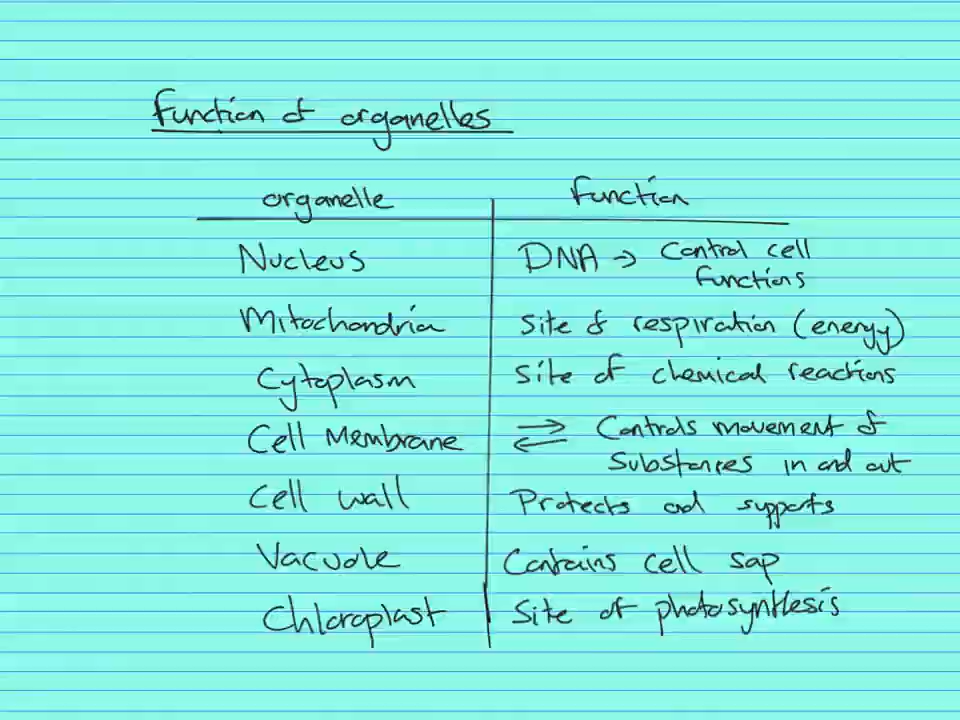 Function of organelles
organelle Function
Nucleus DNA → Control cell
functions
Mitochondria Site of respiration (energy)
Cytoplasm Site of chemical reactions
Cell Membrane ⇄ Controls movement of
Substances in and out
Cell wall Protects and supports
Vacuole Contains cell sap
Chloroplast Site of photosynthesis